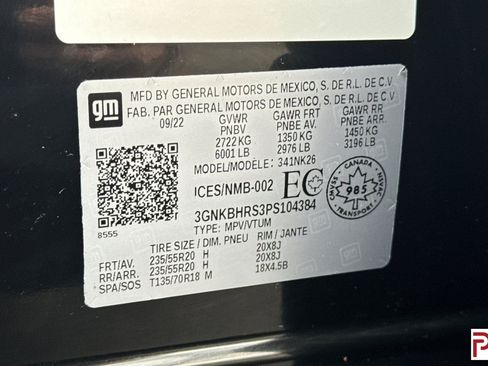 gm
MFD BY GENERAL MOTORS DE MEXICO, S. DE R.L. DE C.V.
FAB. PAR GENERAL MOTORS DE MEXICO, S. DE R.L. DE C.V.
09/22 GVWR GAWR FRT GAWR RR
PNBV PNBE AV. PNBE ARR.
2722 KG 1350 KG 1450 KG
6001 LB 2976 LB 3196 LB
MODEL/MODÈLE: 341NK26
ICES/NMB-002 EC CANADA 985 TRANSPORT
3GNKBHRS3PS104384
8555 TYPE: MPV/VTUM
TIRE SIZE / DIM. PNEU RIM / JANTE
FRT/AV. 235/55R20 H 20X8J
RR/ARR. 235/55R20 H 20X8J
SPA/SOS T135/70R18 M 18X4.5B
gm
P